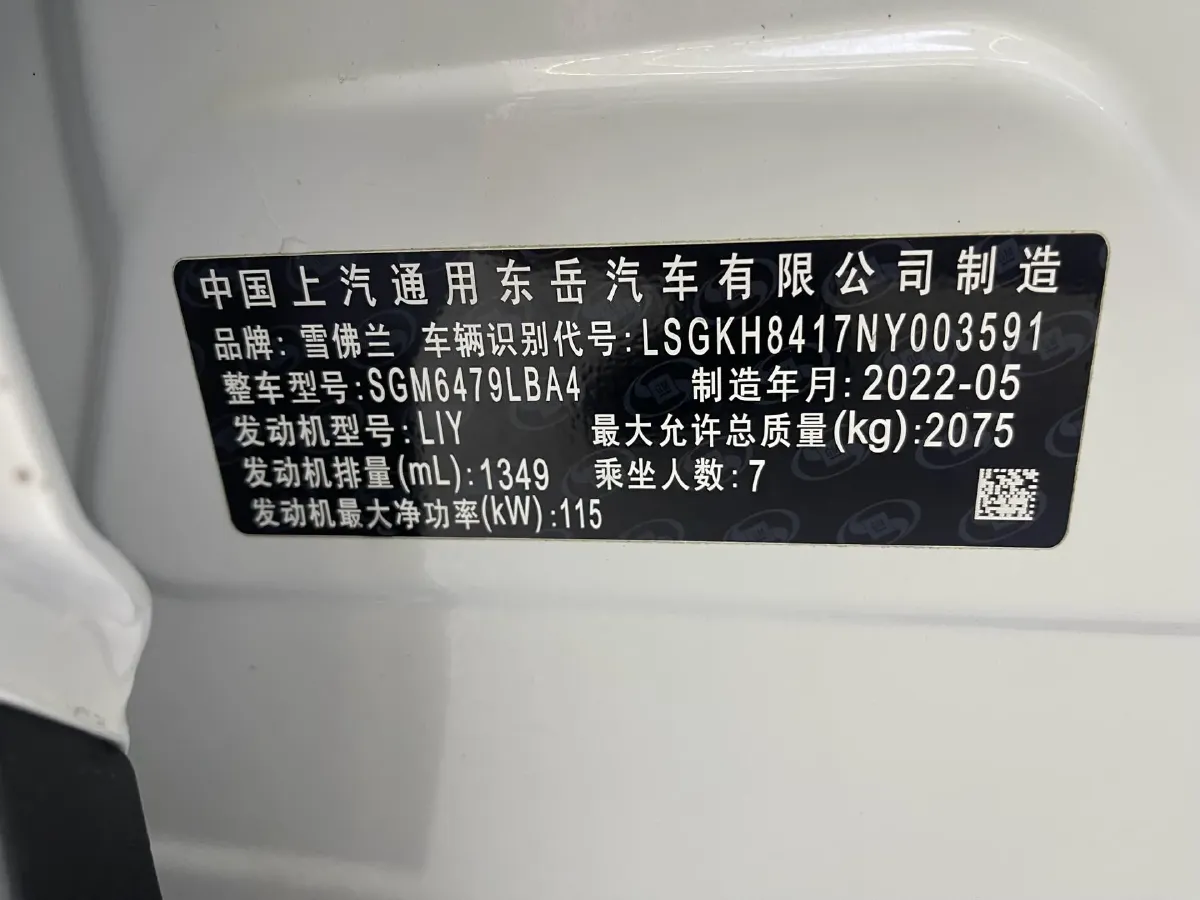 中国上汽通用东岳汽车有限公司制造
品牌: 雪佛兰 车辆识别代号:LSGKH8417NY003591
整车型号:SGM6479LBA4 制造年月:2022-05
发动机型号:LIY 最大允许总质量(kg):2075
发动机排量(mL):1349 乘坐人数:7
发动机最大净功率(kW):115